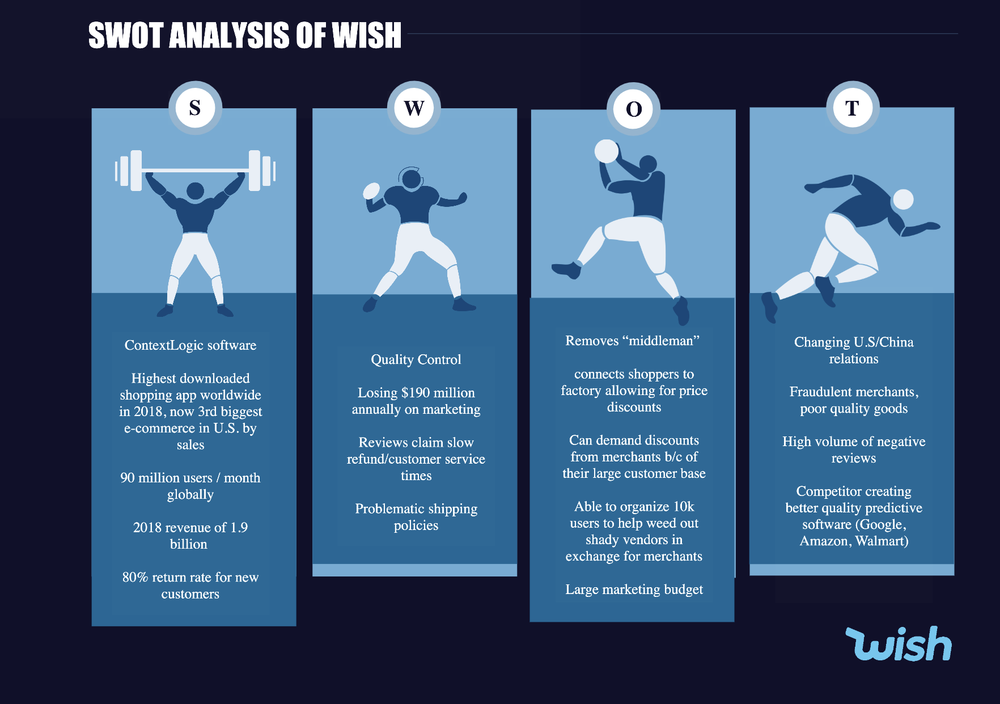 SWOT ANALYSIS OF WISH
S
ContextLogic software
Highest downloaded
shopping app worldwide
in 2018, now 3rd biggest
e-commerce in U.S. by
sales
90 million users / month
globally
2018 revenue of 1.9
billion
80% return rate for new
customers
W
Quality Control
Losing $190 million
annually on marketing
Reviews claim slow
refund/customer service
times
Problematic shipping
policies
O
Removes “middleman”
connects shoppers to
factory allowing for price
discounts
Can demand discounts
from merchants b/c of
their large customer base
Able to organize 10k
users to help weed out
shady vendors in
exchange for merchants
Large marketing budget
T
Changing U.S/China
relations
Fraudulent merchants,
poor quality goods
High volume of negative
reviews
Competitor creating
better quality predictive
software (Google,
Amazon, Walmart)
wish